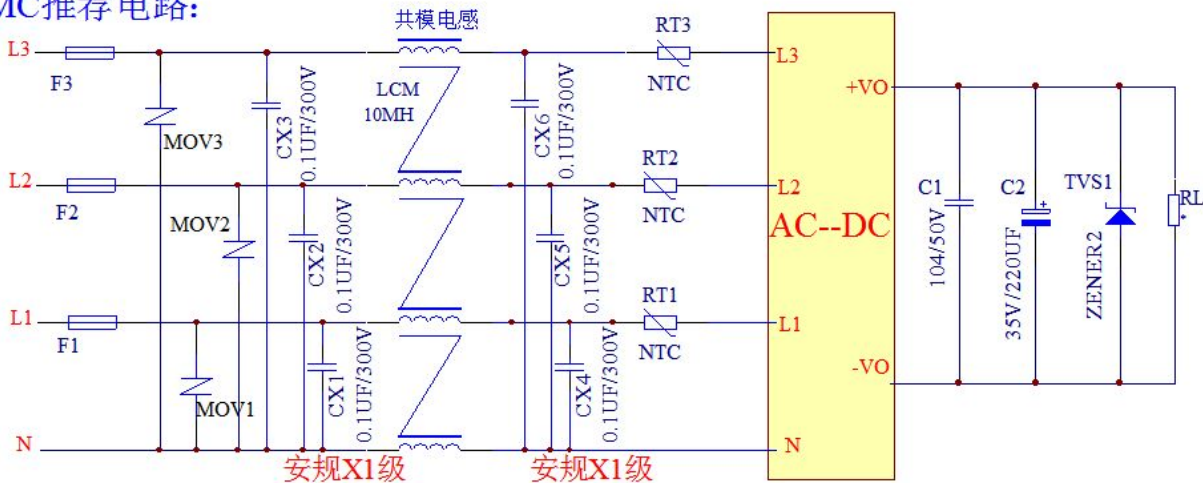 MC推荐电路:
共模电感
L3
F3
MOV3
CX3
0.1UF/300V
LCM
10MH
CX6
0.1UF/300V
RT3
NTC
L3
+VO
L2
F2
MOV2
CX2
0.1UF/300V
CX5
0.1UF/300V
RT2
NTC
L2
AC--DC
C1
104/50V
C2
+
35V/220UF
TVS1
ZENER2
RL
*
L1
F1
MOV1
CX1
0.1UF/300V
CX4
0.1UF/300V
RT1
NTC
L1
-VO
N
安规X1级
安规X1级
N